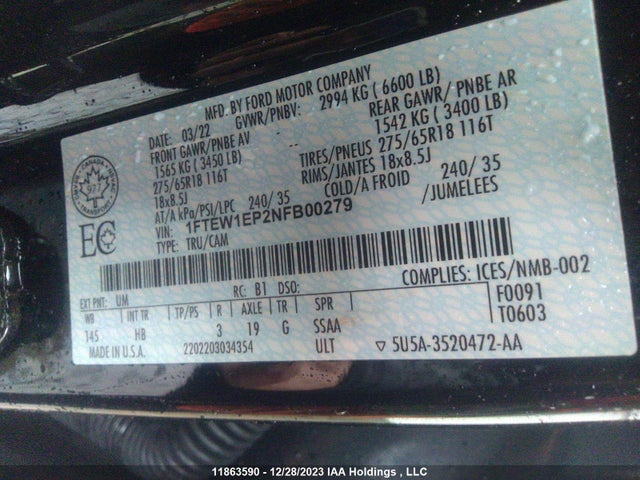 MFD. BY FORD MOTOR COMPANY
DATE: 03/22 GVWR/PNBV: 2994 KG ( 6600 LB)
FRONT GAWR/PNBE AV REAR GAWR/ PNBE AR
1565 KG ( 3450 LB) 1542 KG ( 3400 LB)
275/65R18 116T TIRES/PNEUS 275/65R18 116T
18x8.5J RIMS/JANTES 18x8.5J
AT/A kPa/PSI/LPC 240/ 35 COLD/A FROID 240/ 35
VIN: 1FTEW1EP2NFB00279 /JUMELEES
TYPE: TRU/CAM
CANADA
TRANSPORT
EC
COMPLIES: ICES/NMB-002
EXT PNT: UM RC: B1 DSO: F0091
WB INT TR TP/PS R AXLE TR SPR T0603
145 HB 3 19 G SSAA
MADE IN U.S.A. 2202203034354 ULT ▽ 5U5A-3520472-AA
11863590 - 12/28/2023 IAA Holdings , LLC